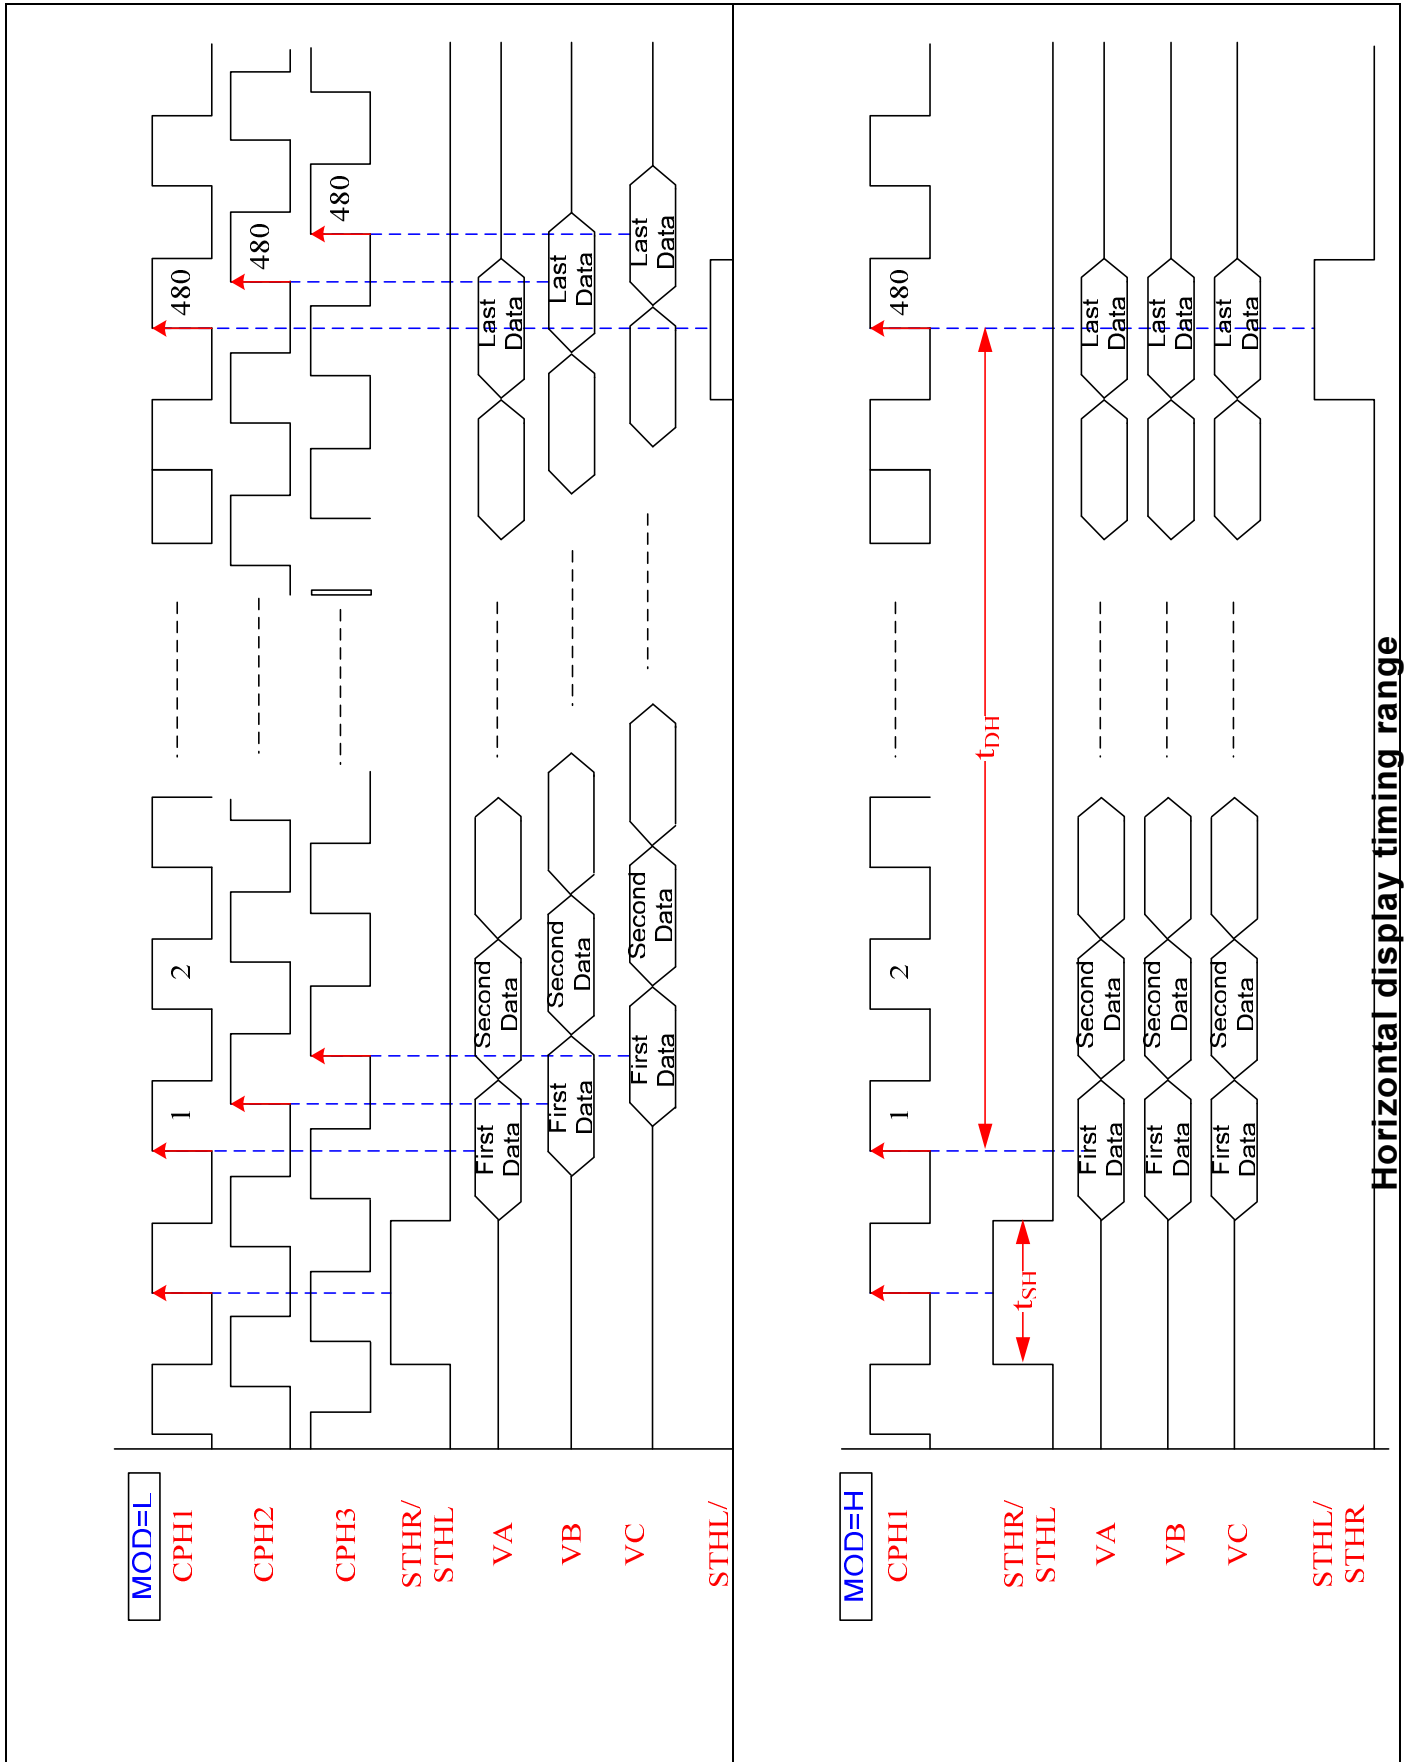 MOD=L
CPH1
1
2
480
CPH2
480
CPH3
480
STHR/
STHL
VA
First
Data
Second
Data
Last
Data
VB
First
Data
Second
Data
Last
Data
VC
First
Data
Second
Data
Last
Data
STHL/
MOD=H
CPH1
1
2
480
tDH
STHR/
STHL
tSH
VA
First
Data
Second
Data
Last
Data
VB
First
Data
Second
Data
Last
Data
VC
First
Data
Second
Data
Last
Data
STHL/
STHR
Horizontal display timing range